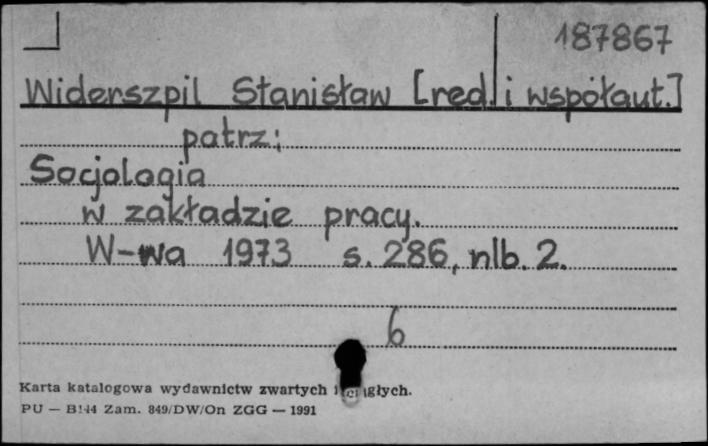 187867
Widerszpil Stanisław [red. i współaut.]
patrz:
Socjologia
w zakładzie pracy.
W-wa 1973 s. 286, nlb. 2.
6
Karta katalogowa wydawnictw zwartych i ciągłych.
PU — B144 Zam. 849/DW/On ZGG — 1991